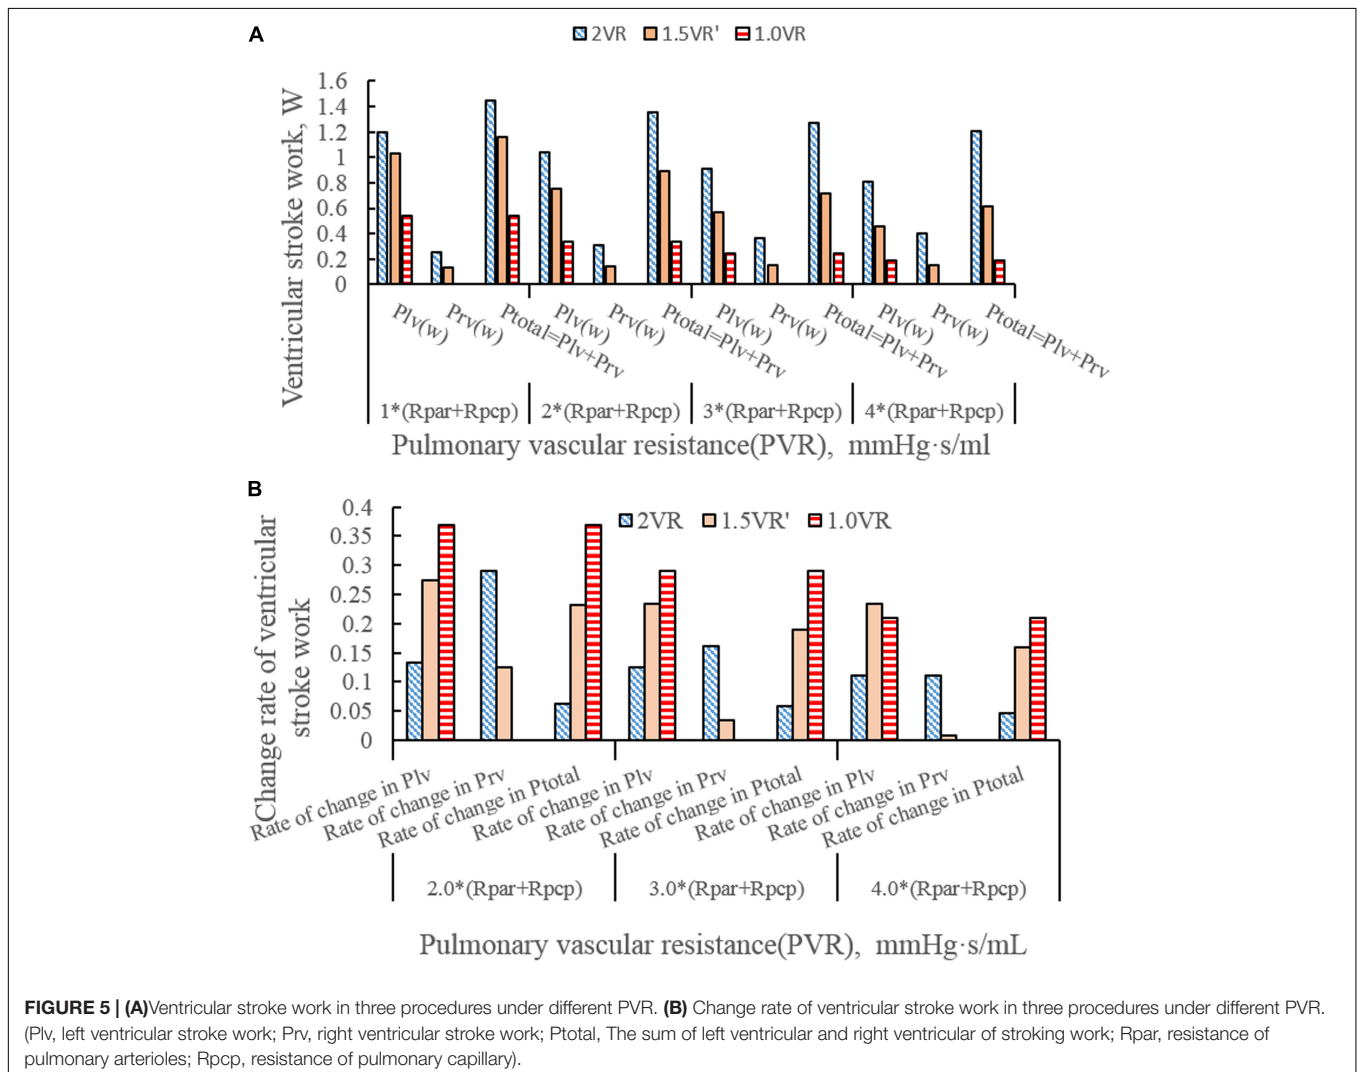 A
2VR 1.5VR' 1.0VR
Ventricular stroke work, W
1.6
1.4
1.2
1
0.8
0.6
0.4
0.2
0
Plv(w) Prv(w) Ptotal=Plv+Prv Plv(w) Prv(w) Ptotal=Plv+Prv Plv(w) Prv(w) Ptotal=Plv+Prv Plv(w) Prv(w) Ptotal=Plv+Prv
1*(Rpar+Rpcp) 2*(Rpar+Rpcp) 3*(Rpar+Rpcp) 4*(Rpar+Rpcp)
Pulmonary vascular resistance(PVR), mmHg·s/ml
B
2VR 1.5VR' 1.0VR
Change rate of ventricular
stroke work
0.4
0.35
0.3
0.25
0.2
0.15
0.1
0.05
0
Rate of change in Plv Rate of change in Prv Rate of change in Ptotal Rate of change in Plv Rate of change in Prv Rate of change in Ptotal Rate of change in Plv Rate of change in Prv Rate of change in Ptotal
2.0*(Rpar+Rpcp) 3.0*(Rpar+Rpcp) 4.0*(Rpar+Rpcp)
Pulmonary vascular resistance(PVR), mmHg·s/mL
FIGURE 5 | (A)Ventricular stroke work in three procedures under different PVR. (B) Change rate of ventricular stroke work in three procedures under different PVR.
(Plv, left ventricular stroke work; Prv, right ventricular stroke work; Ptotal, The sum of left ventricular and right ventricular of stroking work; Rpar, resistance of
pulmonary arterioles; Rpcp, resistance of pulmonary capillary).